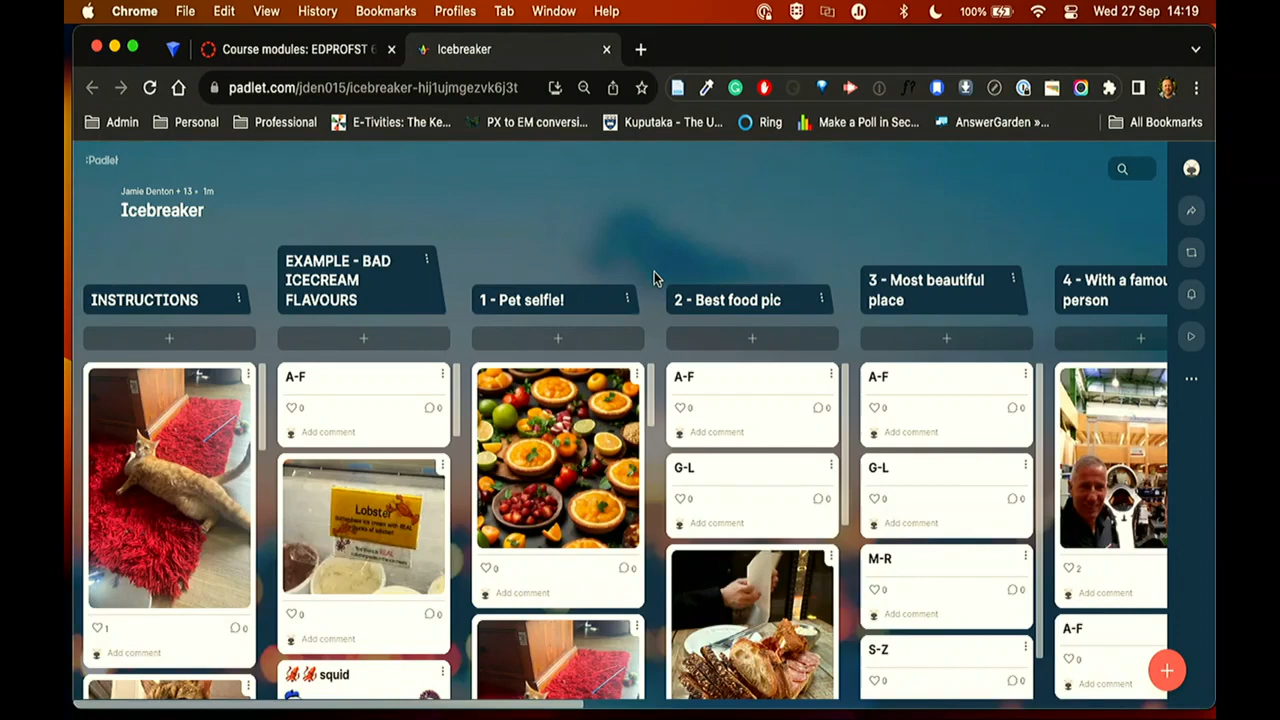 Chrome File Edit View History Bookmarks Profiles Tab Window Help 100% Wed 27 Sep 14:19
Course modules: EDPROFST Icebreaker
padlet.com/jden015/icebreaker-hij1ujmgezvk6j3t
Admin Personal Professional E-Tivities: The Ke... PX to EM conversi... Kuputaka - The U... Ring Make a Poll in Sec... AnswerGarden »... All Bookmarks
:Padlet
Jamie Denton + 13 • 1m
Icebreaker
INSTRUCTIONS
EXAMPLE - BAD
ICECREAM
FLAVOURS
1 - Pet selfie!
2 - Best food pic
3 - Most beautiful
place
4 - With a famou
person
1 0
Add comment
A-F
0 0
Add comment
Lobster
0 0
Add comment
squid
0 0
Add comment
A-F
0 0
Add comment
G-L
0 0
Add comment
A-F
0 0
Add comment
G-L
0 0
Add comment
M-R
0 0
Add comment
S-Z
0 0
2
Add comment
A-F
0
Add comment